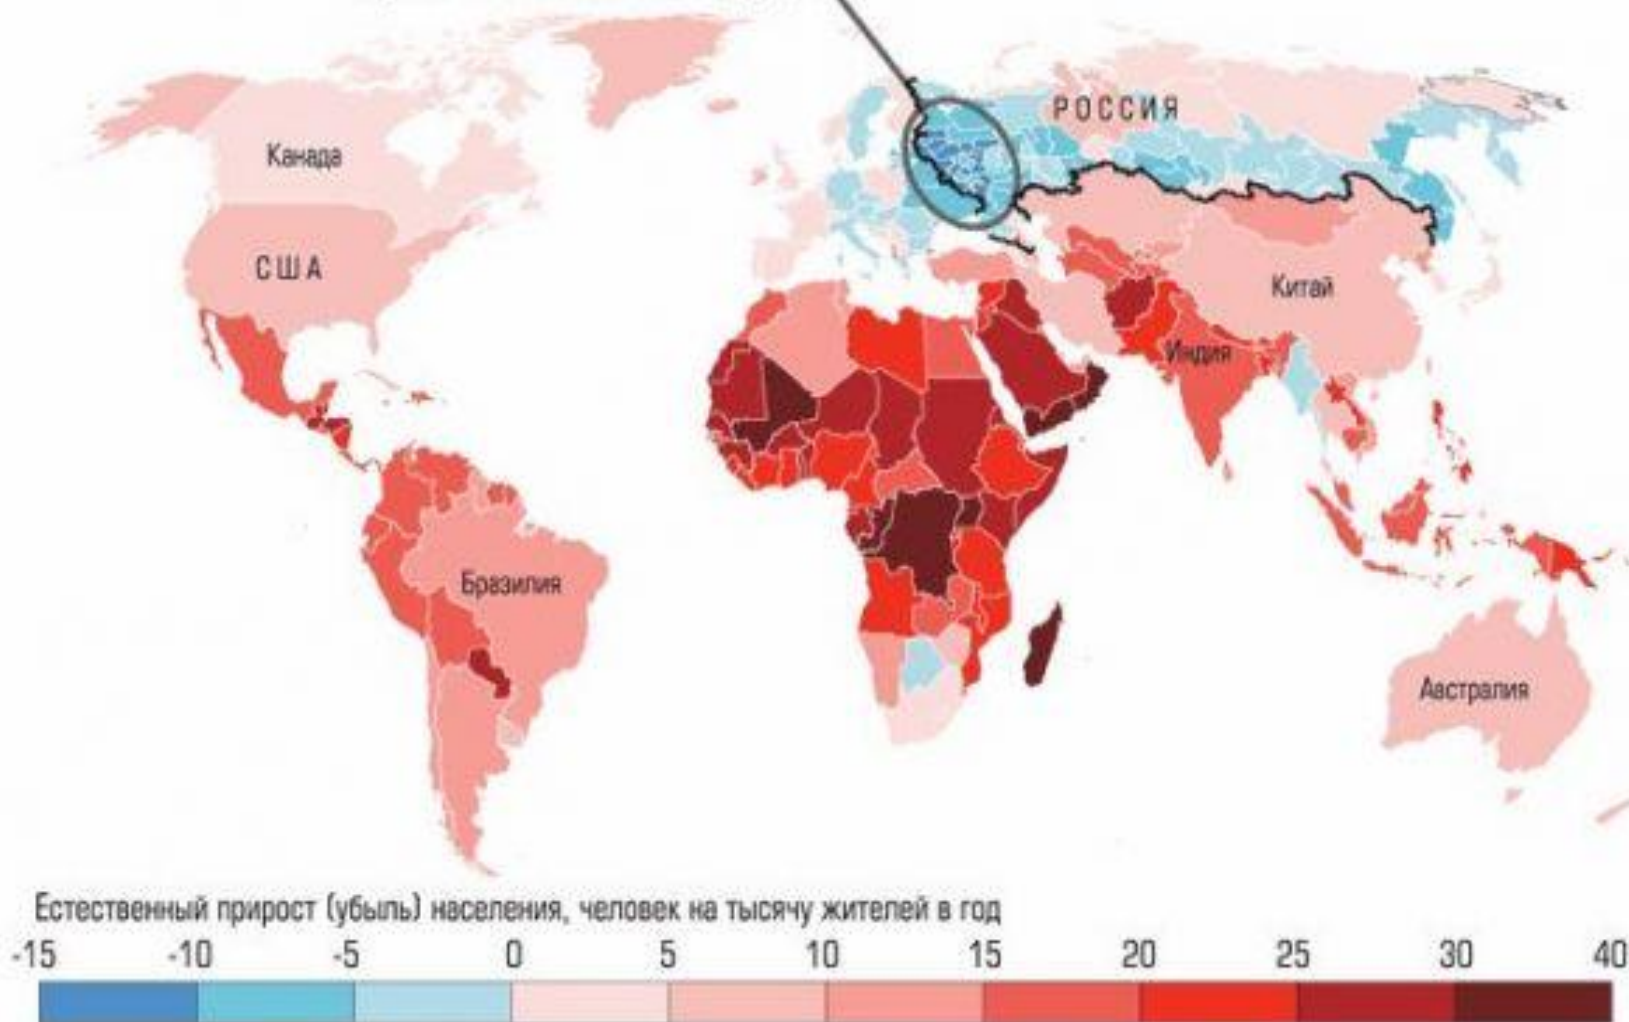 РОССИЯ
Канада
США
Китай
Индия
Бразилия
Австралия
Естественный прирост (убыль) населения, человек на тысячу жителей в год
-15 -10 -5 0 5 10 15 20 25 30 40